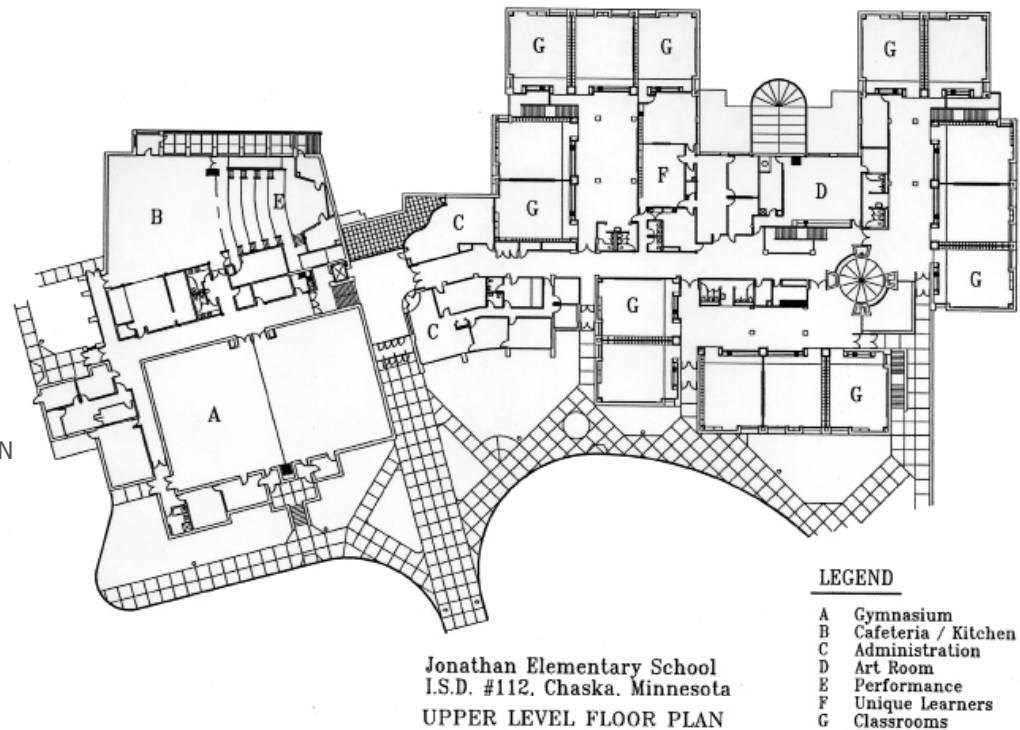 G
G
G
B
E
F
D
C
G
G
G
C
G
A
N
LEGEND
A Gymnasium
B Cafeteria / Kitchen
C Administration
D Art Room
E Performance
F Unique Learners
G Classrooms
Jonathan Elementary School
I.S.D. #112, Chaska, Minnesota
UPPER LEVEL FLOOR PLAN